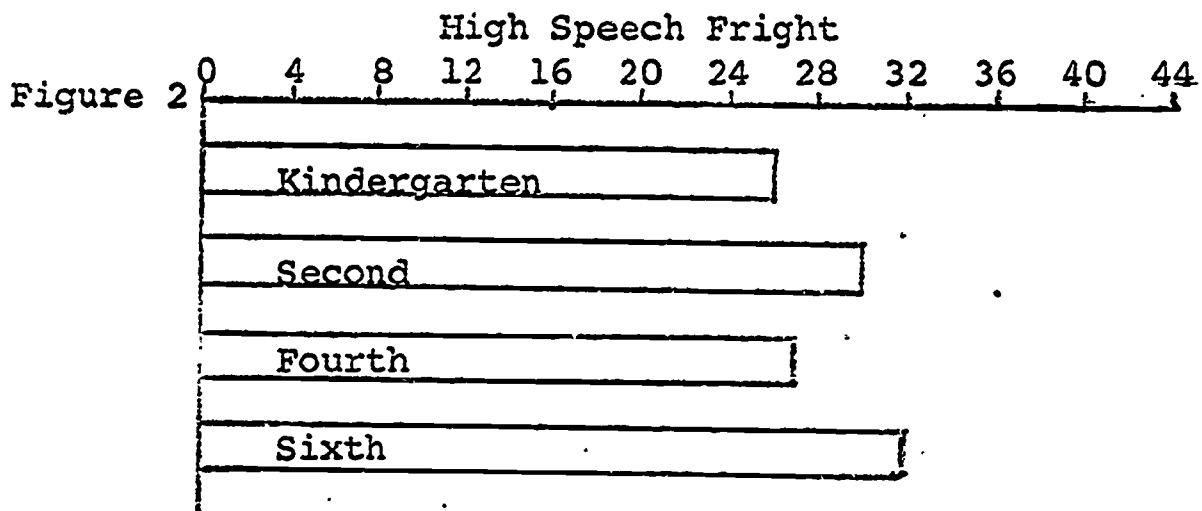 High Speech Fright
0 4 8 12 16 20 24 28 32 36 40 44
Figure 2
Kindergarten
Second
Fourth
Sixth